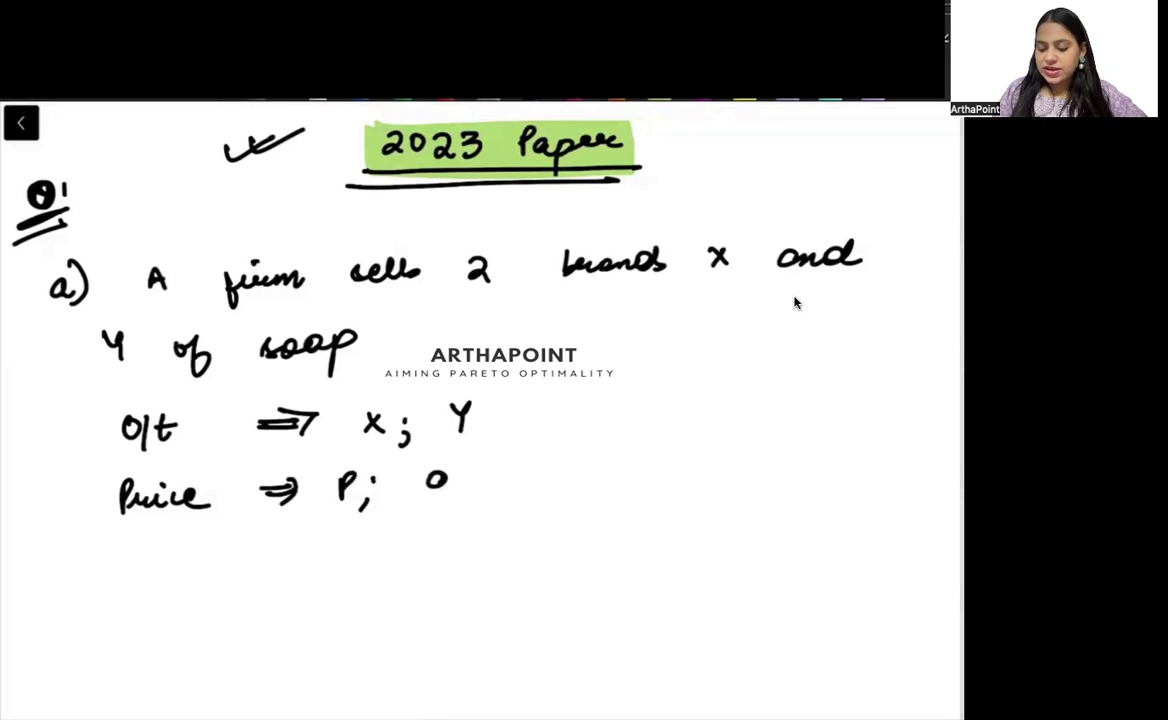 ArthaPoint
2023 Paper
Q1
a) A firm sells 2 brands X and
Y of soap
ARTHAPOINT
AIMING PARETO OPTIMALITY
O/t ⇒ X; Y
Price ⇒ P; O